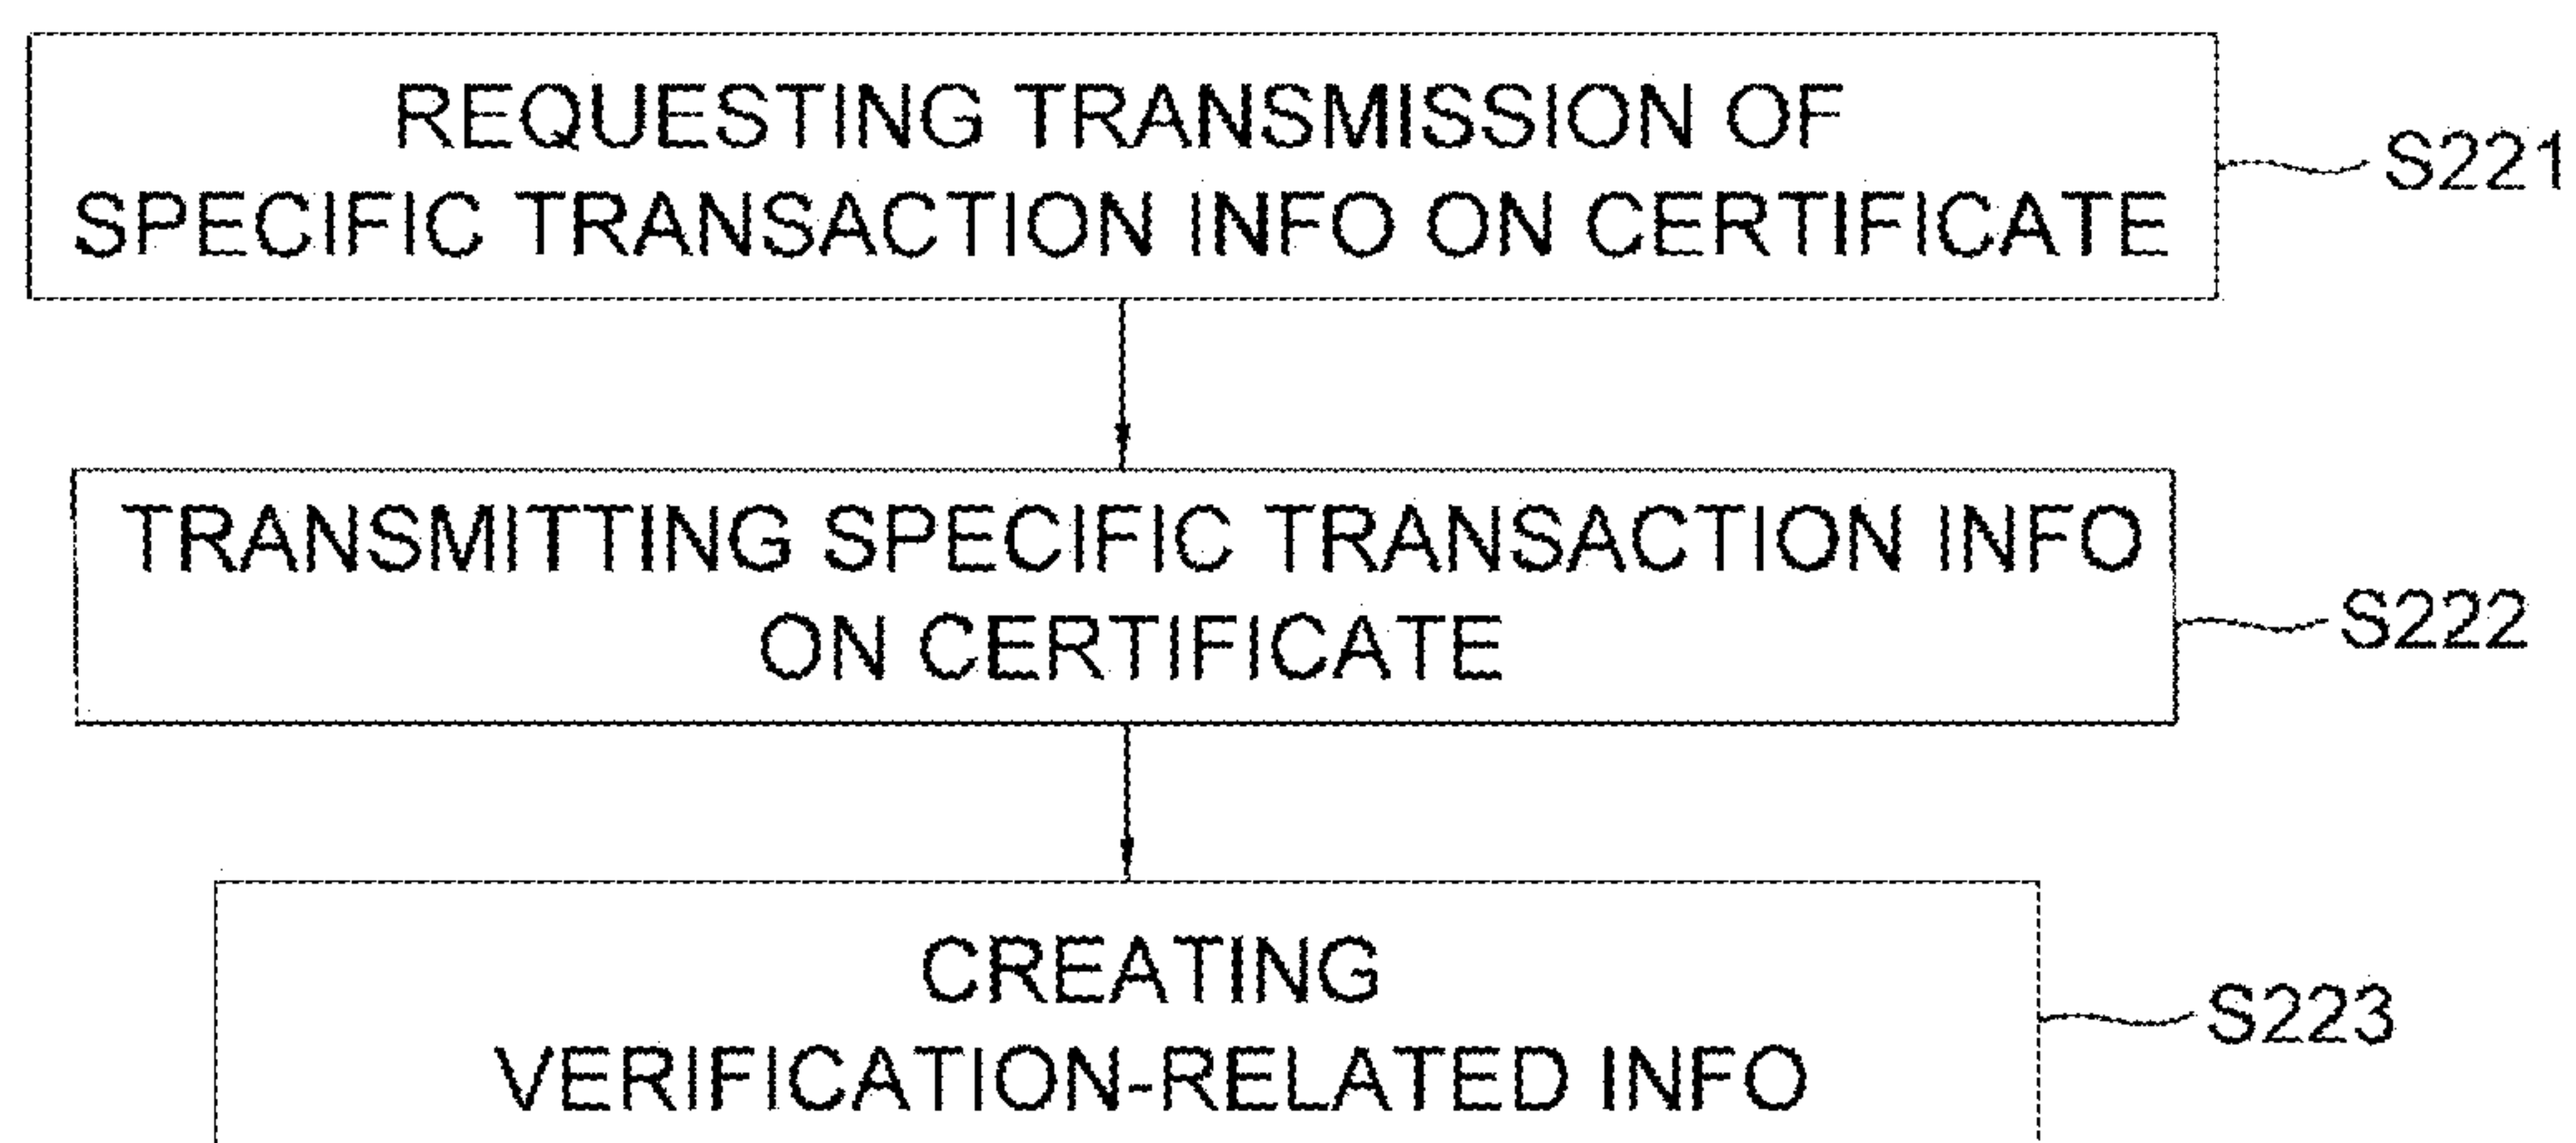 REQUESTING TRANSMISSION OF
SPECIFIC TRANSACTION INFO ON CERTIFICATE
S221
TRANSMITTING SPECIFIC TRANSACTION INFO
ON CERTIFICATE
S222
CREATING
VERIFICATION-RELATED INFO
S223